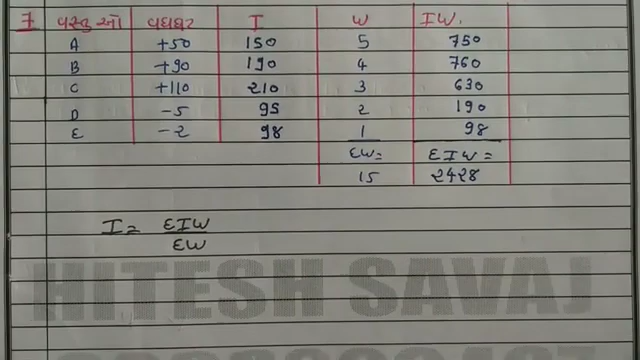 7 વસ્તુઓ વધઘટ I W IW.
A +50 150 5 750
B +90 190 4 760
C +110 210 3 630
D -5 95 2 190
E -2 98 1 98
ΣW= ΣIW=
15 2428
I = ΣIW
ΣW
HITESH SAVAJ